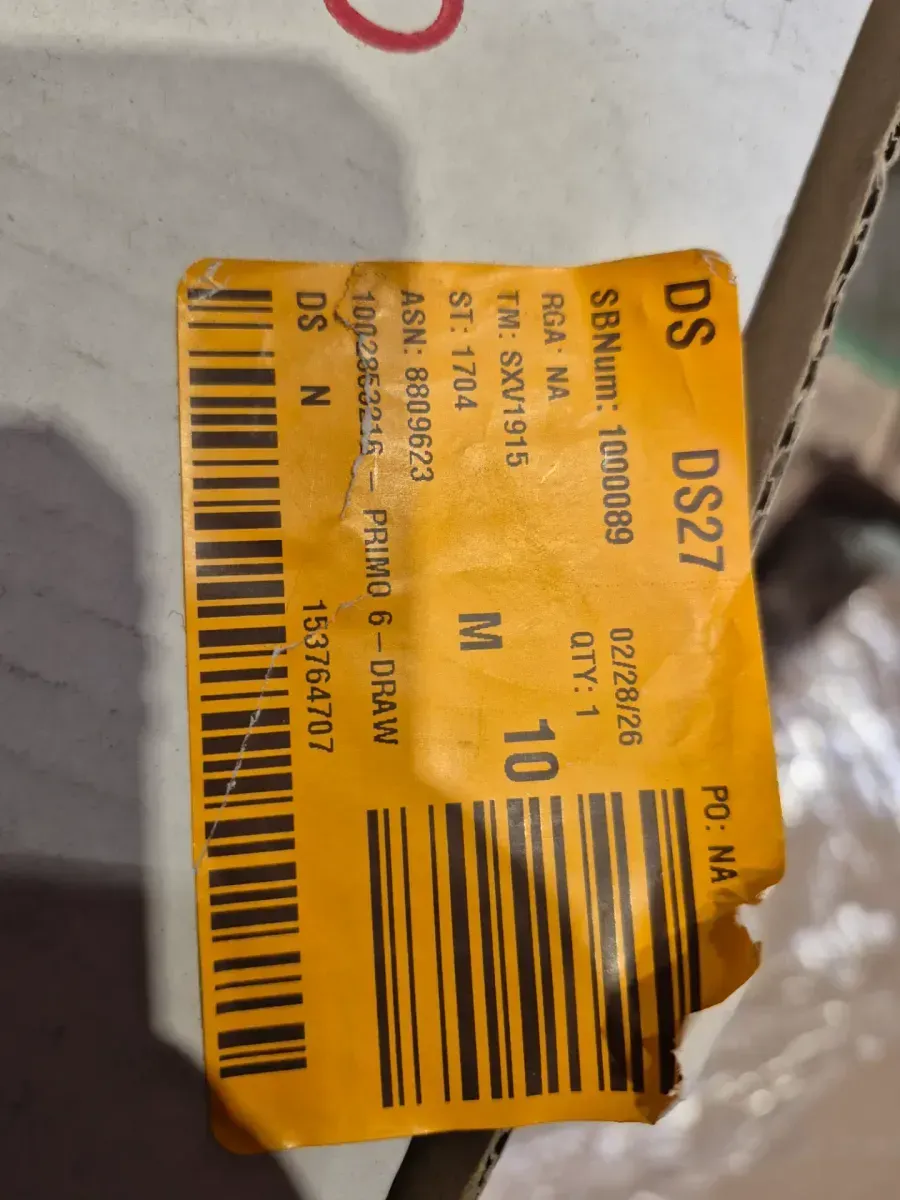 DS DS27 PO: NA
SBNum: 1000089 02/28/26
RGA: NA QTY: 1
TM: SXV1915 10
ST: 1704 M
ASN: 8809623
1002853216 - PRIMO 6-DRAW
DS N 153764707